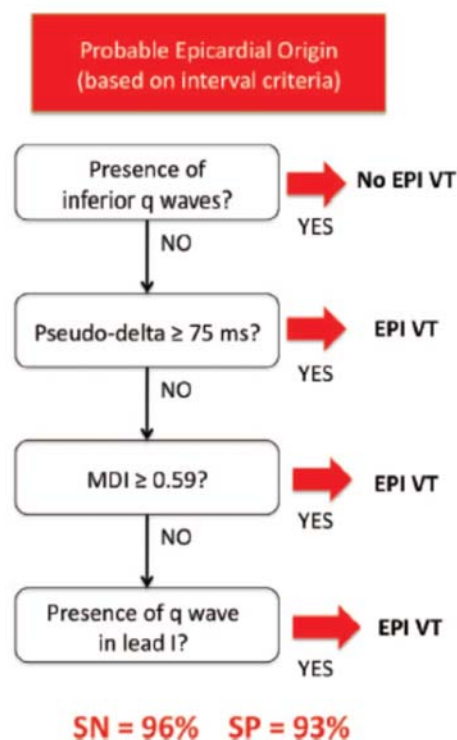 Probable Epicardial Origin
(based on interval criteria)
Presence of
inferior q waves?
No EPI VT
YES
NO
Pseudo-delta ≥ 75 ms?
EPI VT
YES
NO
MDI ≥ 0.59?
EPI VT
YES
NO
Presence of q wave
in lead I?
EPI VT
YES
SN = 96% SP = 93%